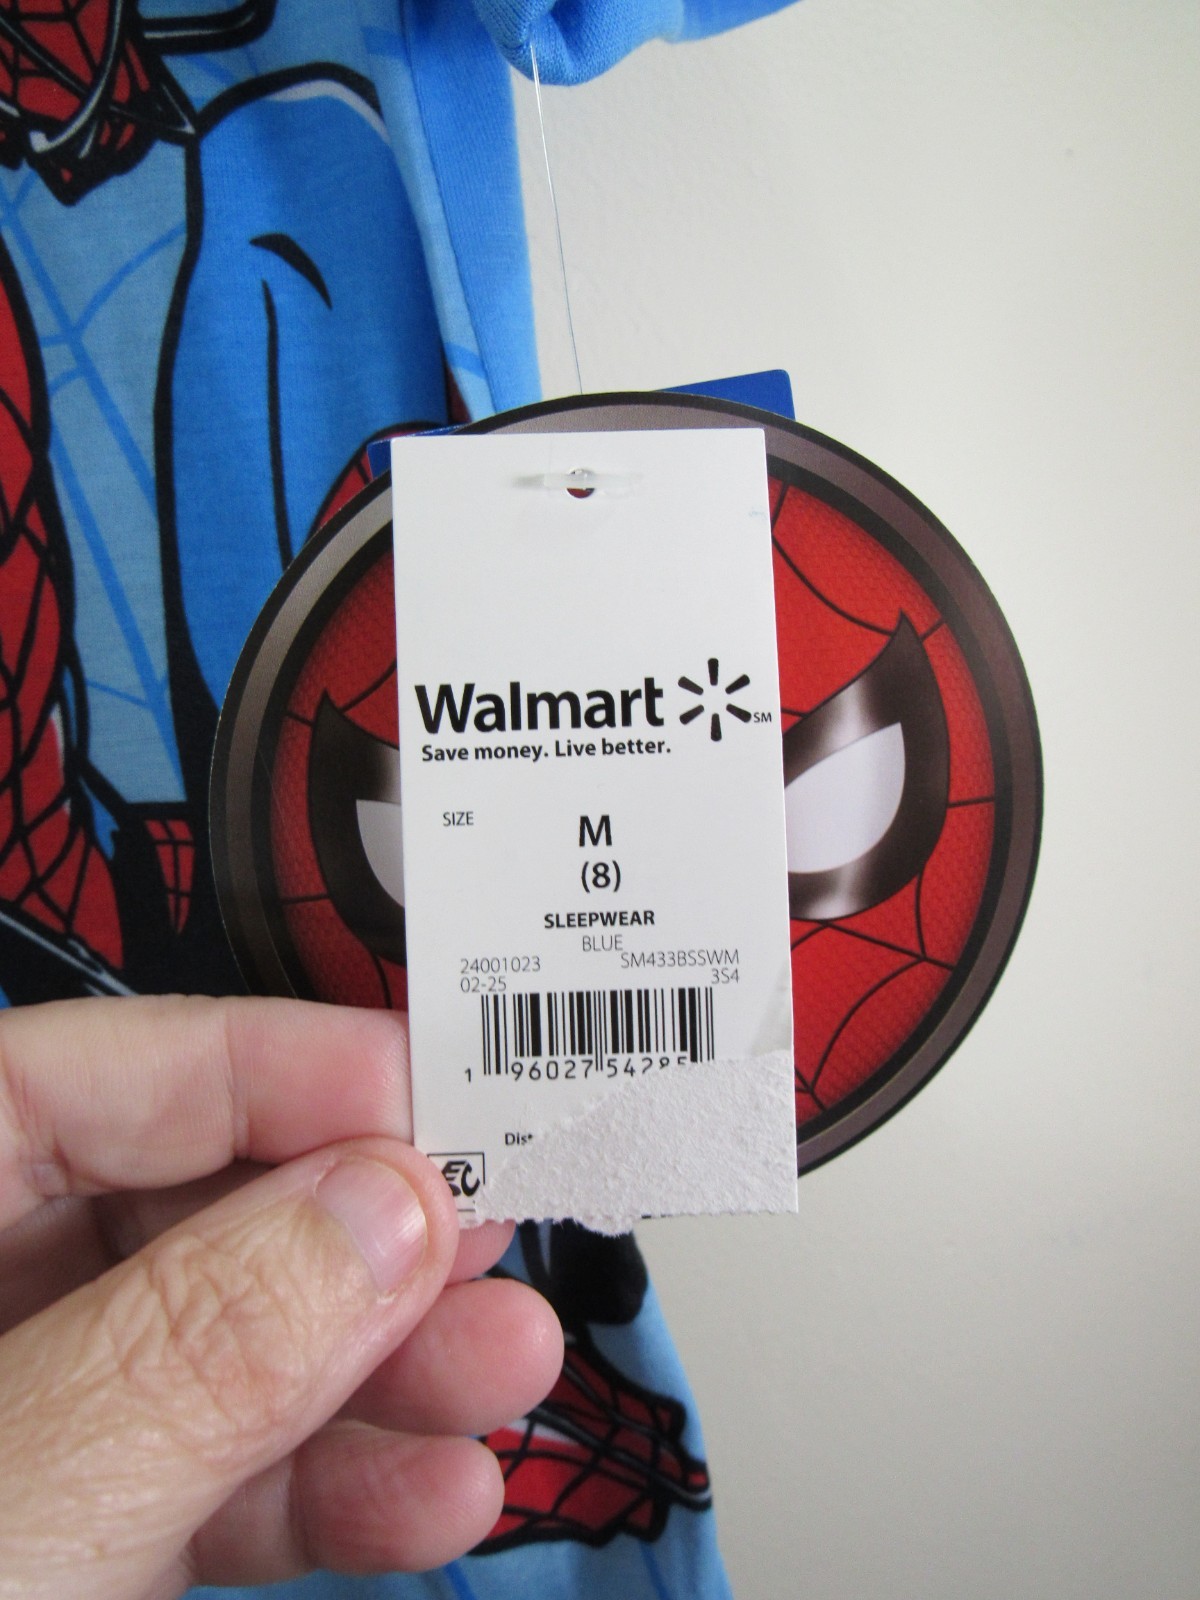 Walmart SM
Save money. Live better.
SIZE
M
(8)
SLEEPWEAR
BLUE
24001023 SM433BSSWM
02-25 3S4
1 96027 54285